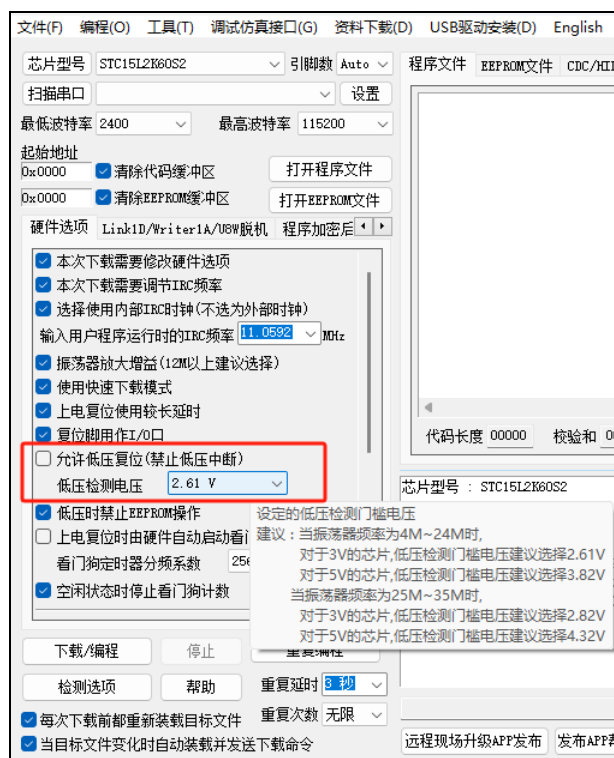 文件(F) 编程(O) 工具(T) 调试仿真接口(G) 资料下载(D) USB驱动安装(D) English
芯片型号 STC15L2K60S2 引脚数 Auto
扫描串口 设置
最低波特率 2400 最高波特率 115200
起始地址
0x0000 清除代码缓冲区 打开程序文件
0x0000 清除EEPROM缓冲区 打开EEPROM文件
硬件选项 Link1D/Writer1A/U8W脱机 程序加密后
本次下载需要修改硬件选项
本次下载需要调节IRC频率
选择使用内部IRC时钟(不选为外部时钟)
输入用户程序运行时的IRC频率 11.0592 MHz
振荡器放大增益(12M以上建议选择)
使用快速下载模式
上电复位使用较长延时
复位脚用作I/O口
允许低压复位(禁止低压中断)
低压检测电压 2.61 V
低压时禁止EEPROM操作
上电复位时由硬件自动启动看门
看门狗定时器分频系数 256
空闲状态时停止看门狗计数
下载/编程 停止 重复编程
检测选项 帮助 重复延时 3 秒
每次下载前都重新装载目标文件 重复次数 无限
当目标文件变化时自动装载并发送下载命令
程序文件 EEPROM文件 CDC/HID
代码长度 00000 校验和
芯片型号 : STC15L2K60S2
设定的低压检测门槛电压
建议：当振荡器频率为4M~24M时,
对于3V的芯片,低压检测门槛电压建议选择2.61V
对于5V的芯片,低压检测门槛电压建议选择3.82V
当振荡器频率为25M~35M时,
对于3V的芯片,低压检测门槛电压建议选择2.82V
对于5V的芯片,低压检测门槛电压建议选择4.32V
远程现场升级APP发布 发布APP